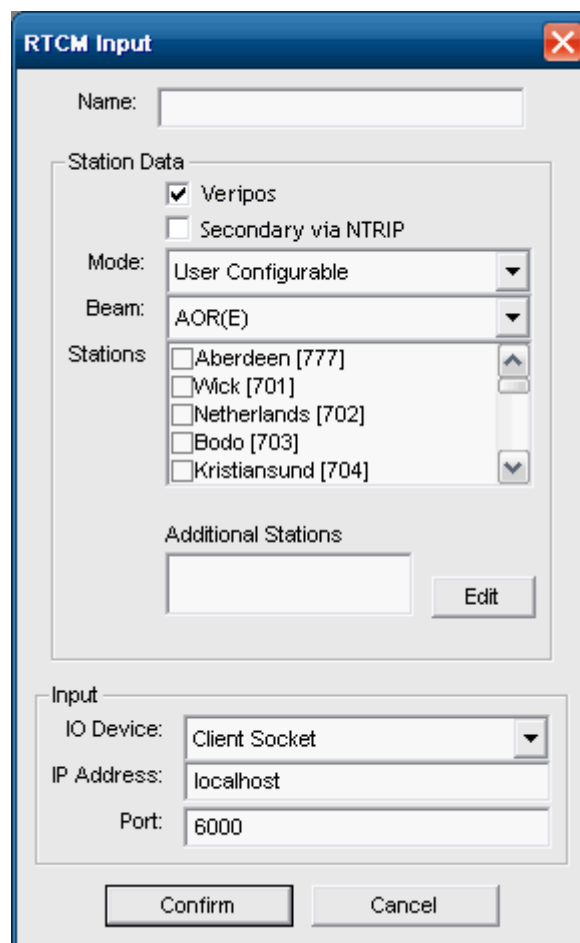 RTCM Input
Name:
Station Data
Veripos
Secondary via NTRIP
Mode: User Configurable
Beam: AOR(E)
Stations
Aberdeen [777]
Wick [701]
Netherlands [702]
Bodo [703]
Kristiansund [704]
Additional Stations
Edit
Input
IO Device: Client Socket
IP Address: localhost
Port: 6000
Confirm Cancel